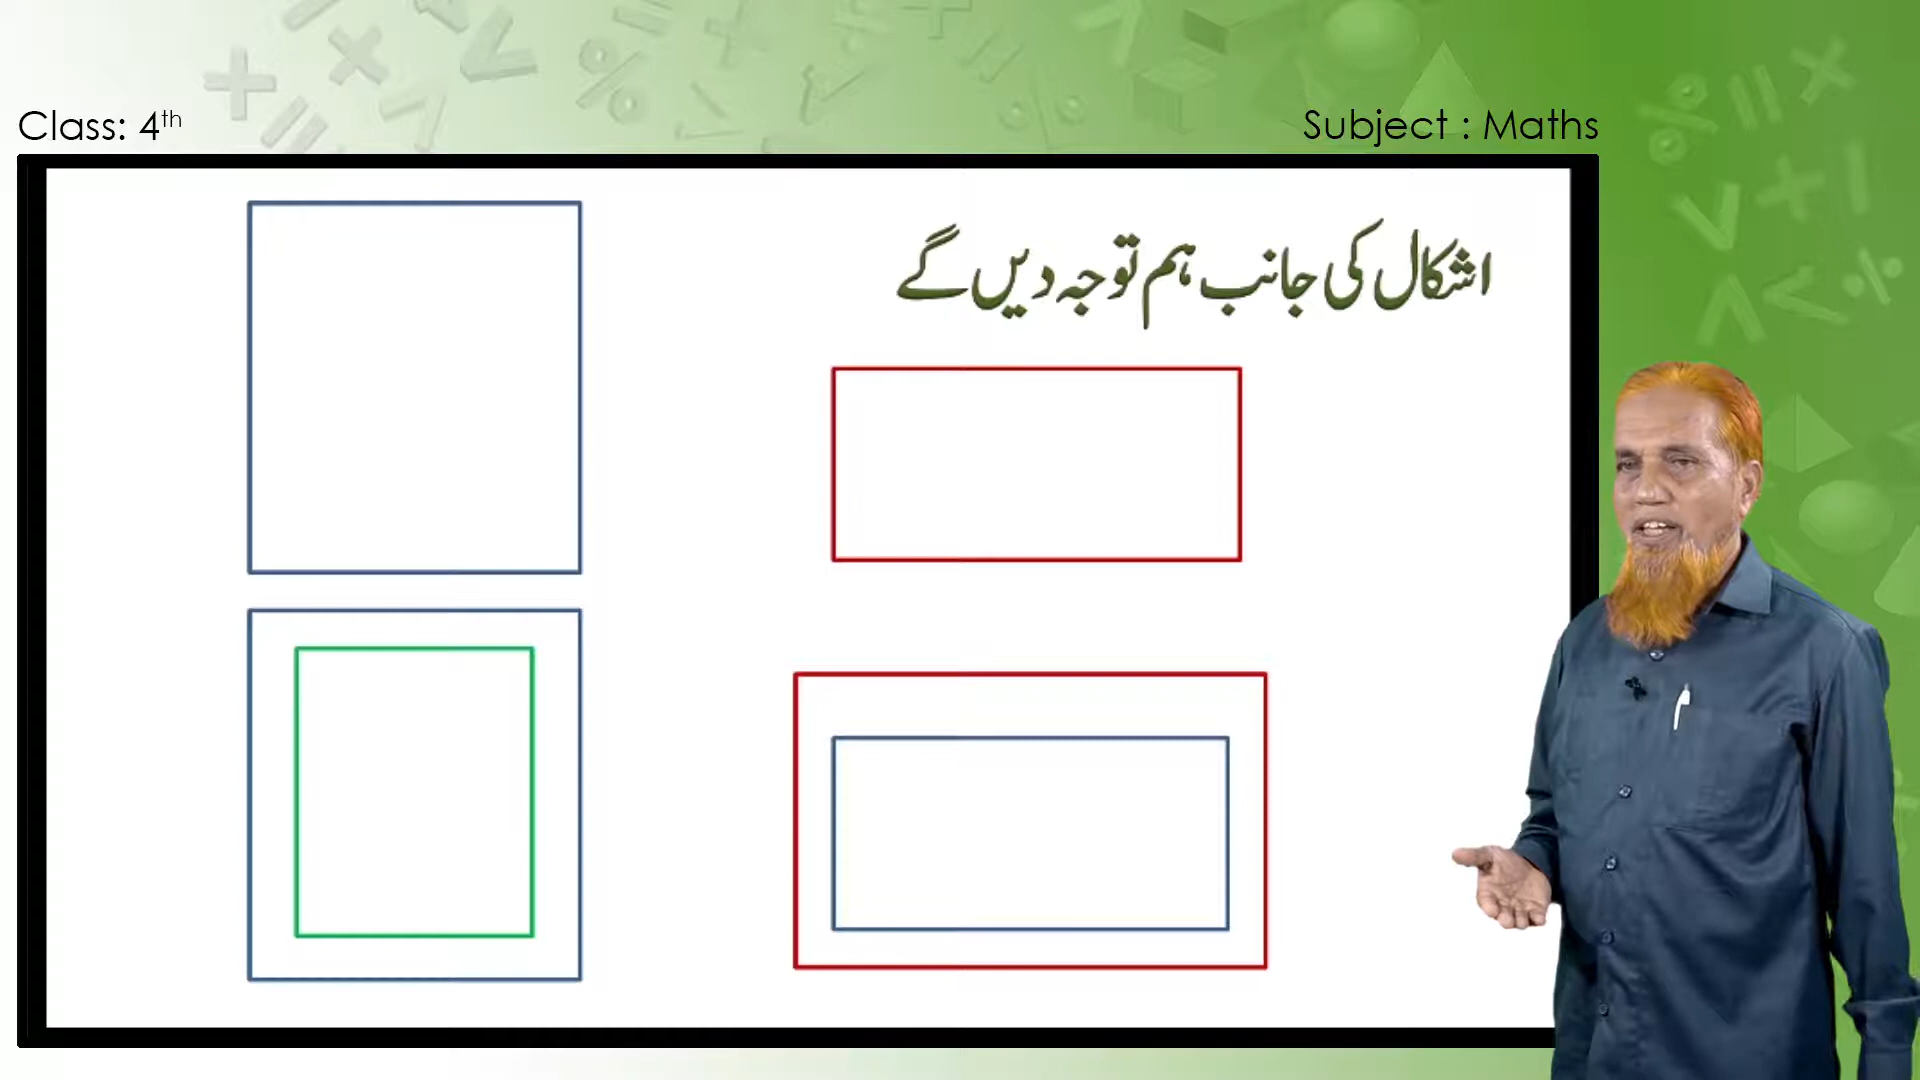 Class: 4th
Subject : Maths
اشکال کی جانب ہم توجہ دیں گے